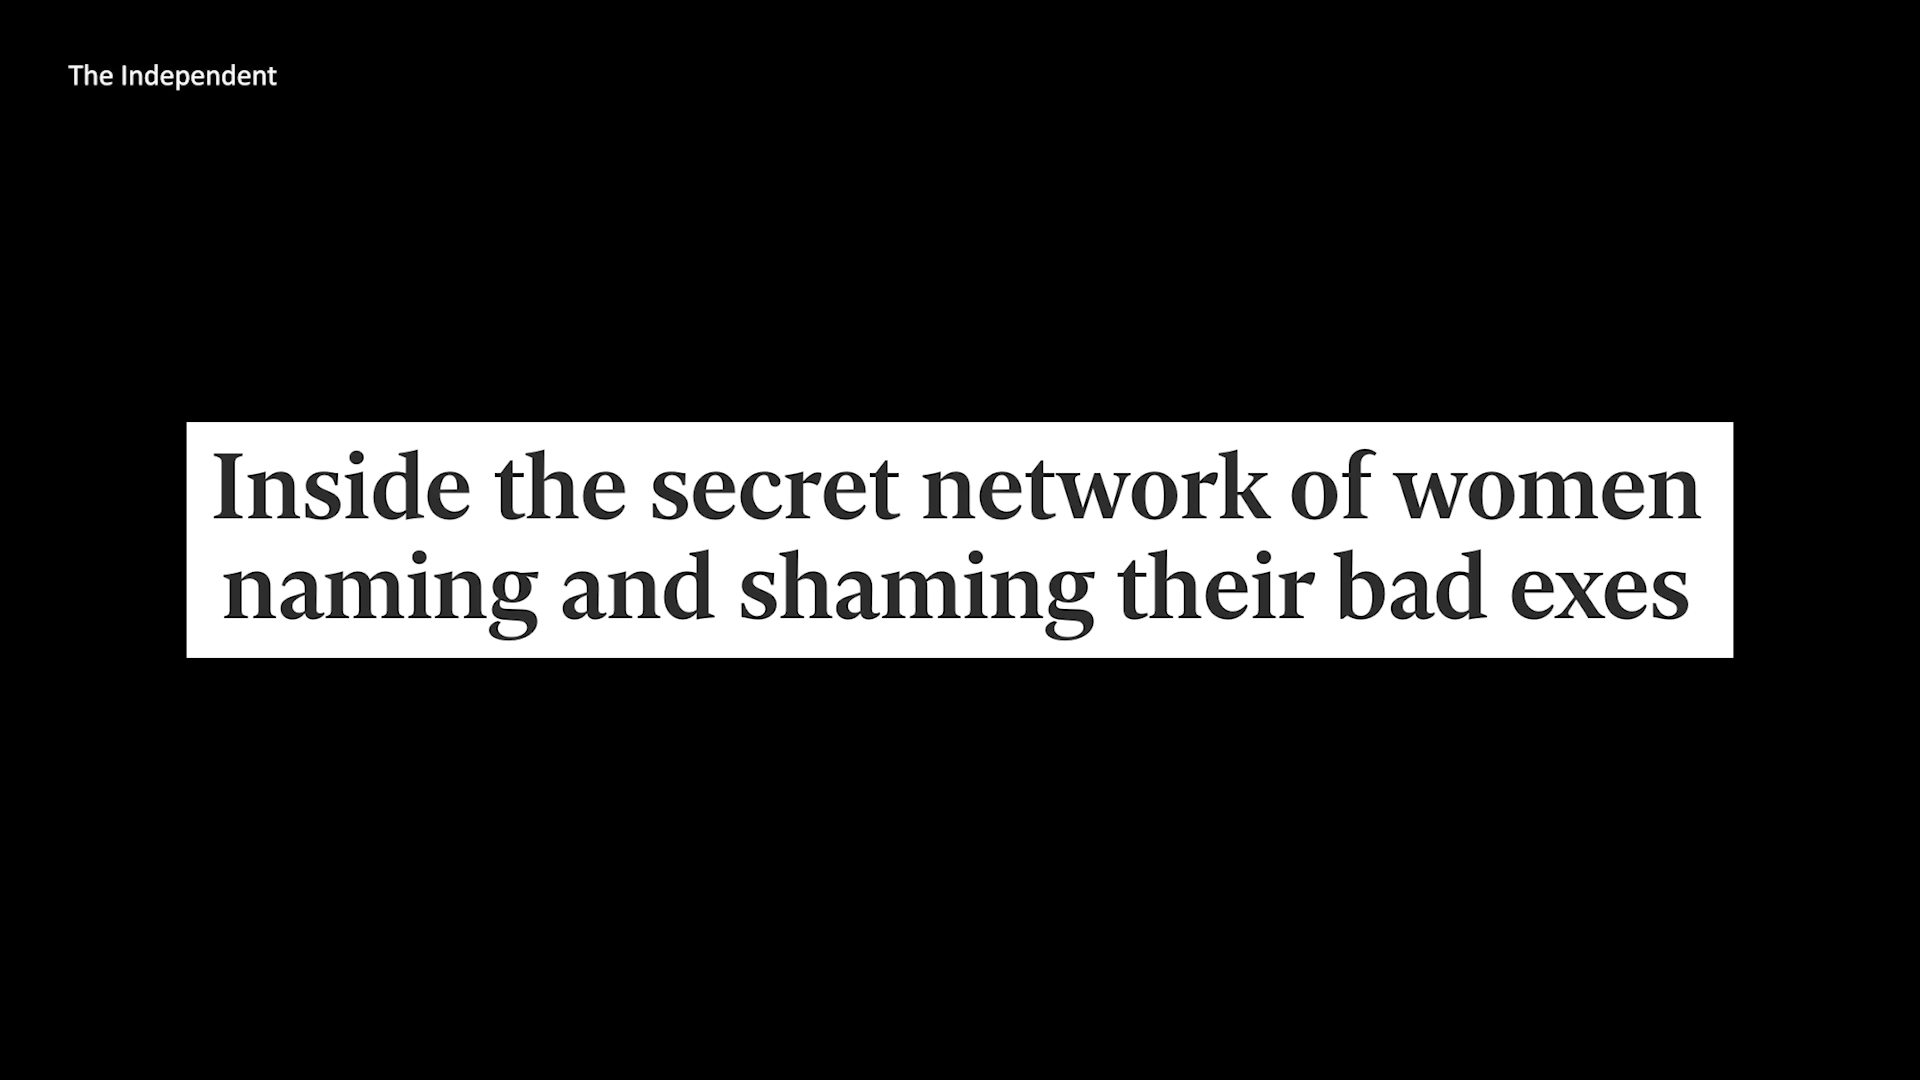 The Independent
Inside the secret network of women
naming and shaming their bad exes